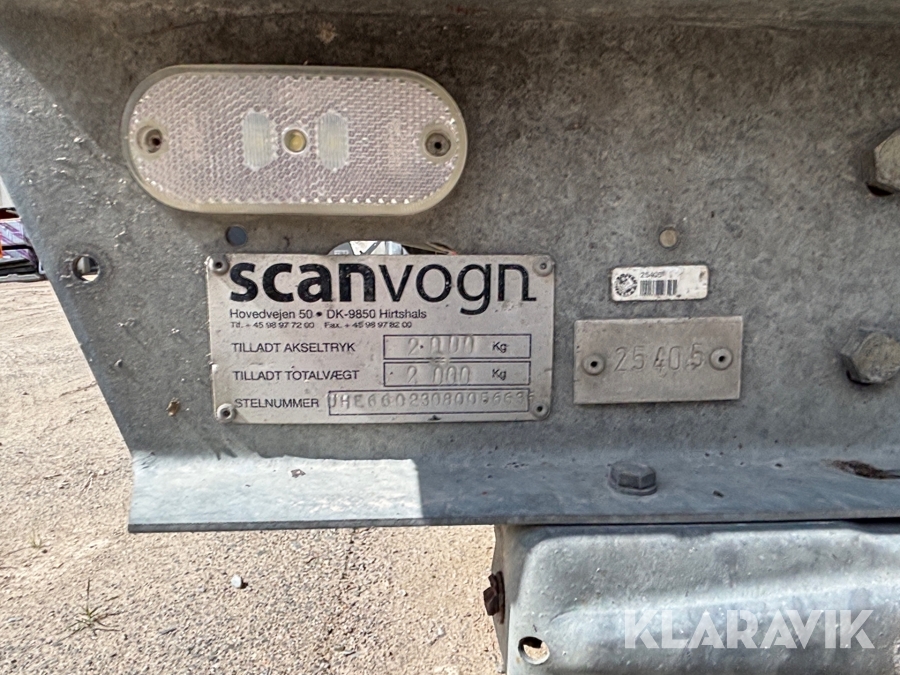 scanvogn
Hovedvejen 50 • DK-9850 Hirtshals
Tlf. + 45 98 97 72 00 Fax. + 45 98 97 82 00
TILLADT AKSELTRYK 2.000 Kg
TILLADT TOTALVÆGT 2 000 Kg
STELNUMMER
25405
25405
KLARAVIK